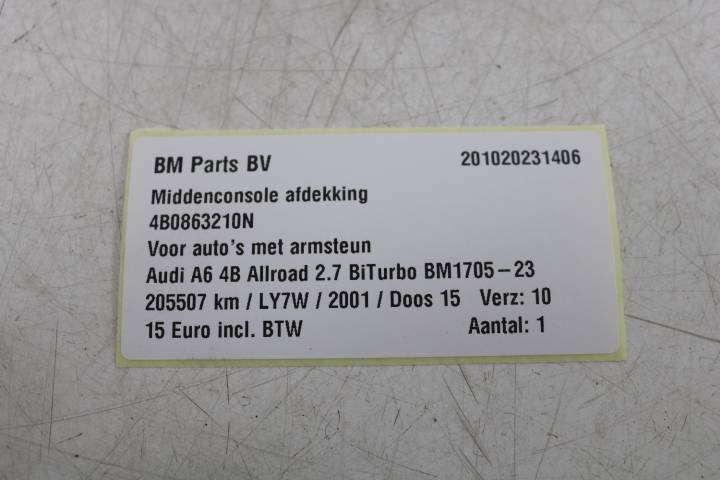 BM Parts BV 201020231406
Middenconsole afdekking
4B0863210N
Voor auto's met armsteun
Audi A6 4B Allroad 2.7 BiTurbo BM1705-23
205507 km / LY7W / 2001 / Doos 15 Verz: 10
15 Euro incl. BTW Aantal: 1